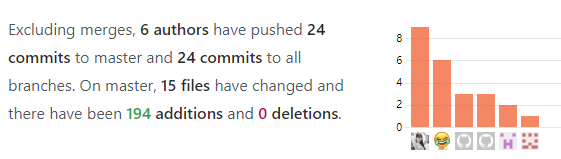 Excluding merges, 6 authors have pushed 24
commits to master and 24 commits to all
branches. On master, 15 files have changed and
there have been 194 additions and 0 deletions.
8
6
4
2
0